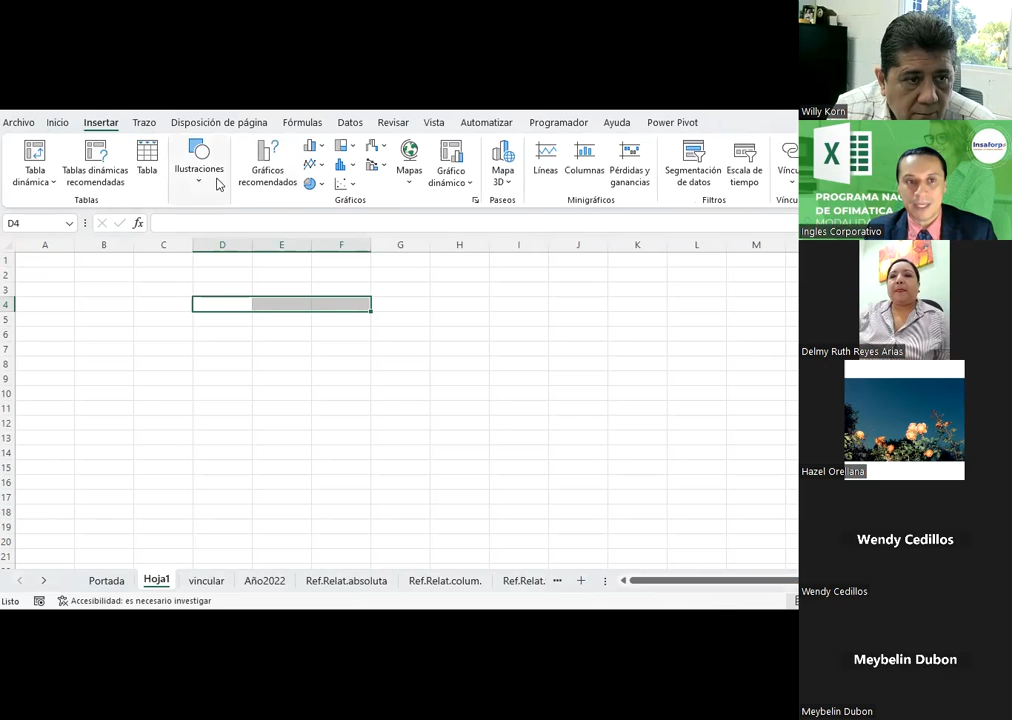 Archivo Inicio Insertar Trazo Disposición de página Fórmulas Datos Revisar Vista Automatizar Programador Ayuda Power Pivot
Tabla dinámica
Tablas dinámicas recomendadas
Tabla
Tablas
Ilustraciones
Gráficos recomendados
Mapas
Gráfico dinámico
Gráficos
Mapa 3D
Paseos
Líneas
Columnas
Pérdidas y ganancias
Minigráficos
Segmentación de datos
Escala de tiempo
Filtros
D4
fx
A B C D E F G H I J K L M
1
2
3
4
5
6
7
8
9
10
11
12
13
14
15
16
17
18
19
20
21
Portada Hoja1 vincular Año2022 Ref.Relat.absoluta Ref.Relat.colum. Ref.Relat. ...
Listo Accesibilidad: es necesario investigar
Willy Korn
X
Insaforp
PROGRAMA
DE OFIMATICA
Ingles Corporativo
Delmy Ruth Reyes Arias
Hazel Orellana
Wendy Cedillos
Wendy Cedillos
Meybelin Dubon
Meybelin Dubon